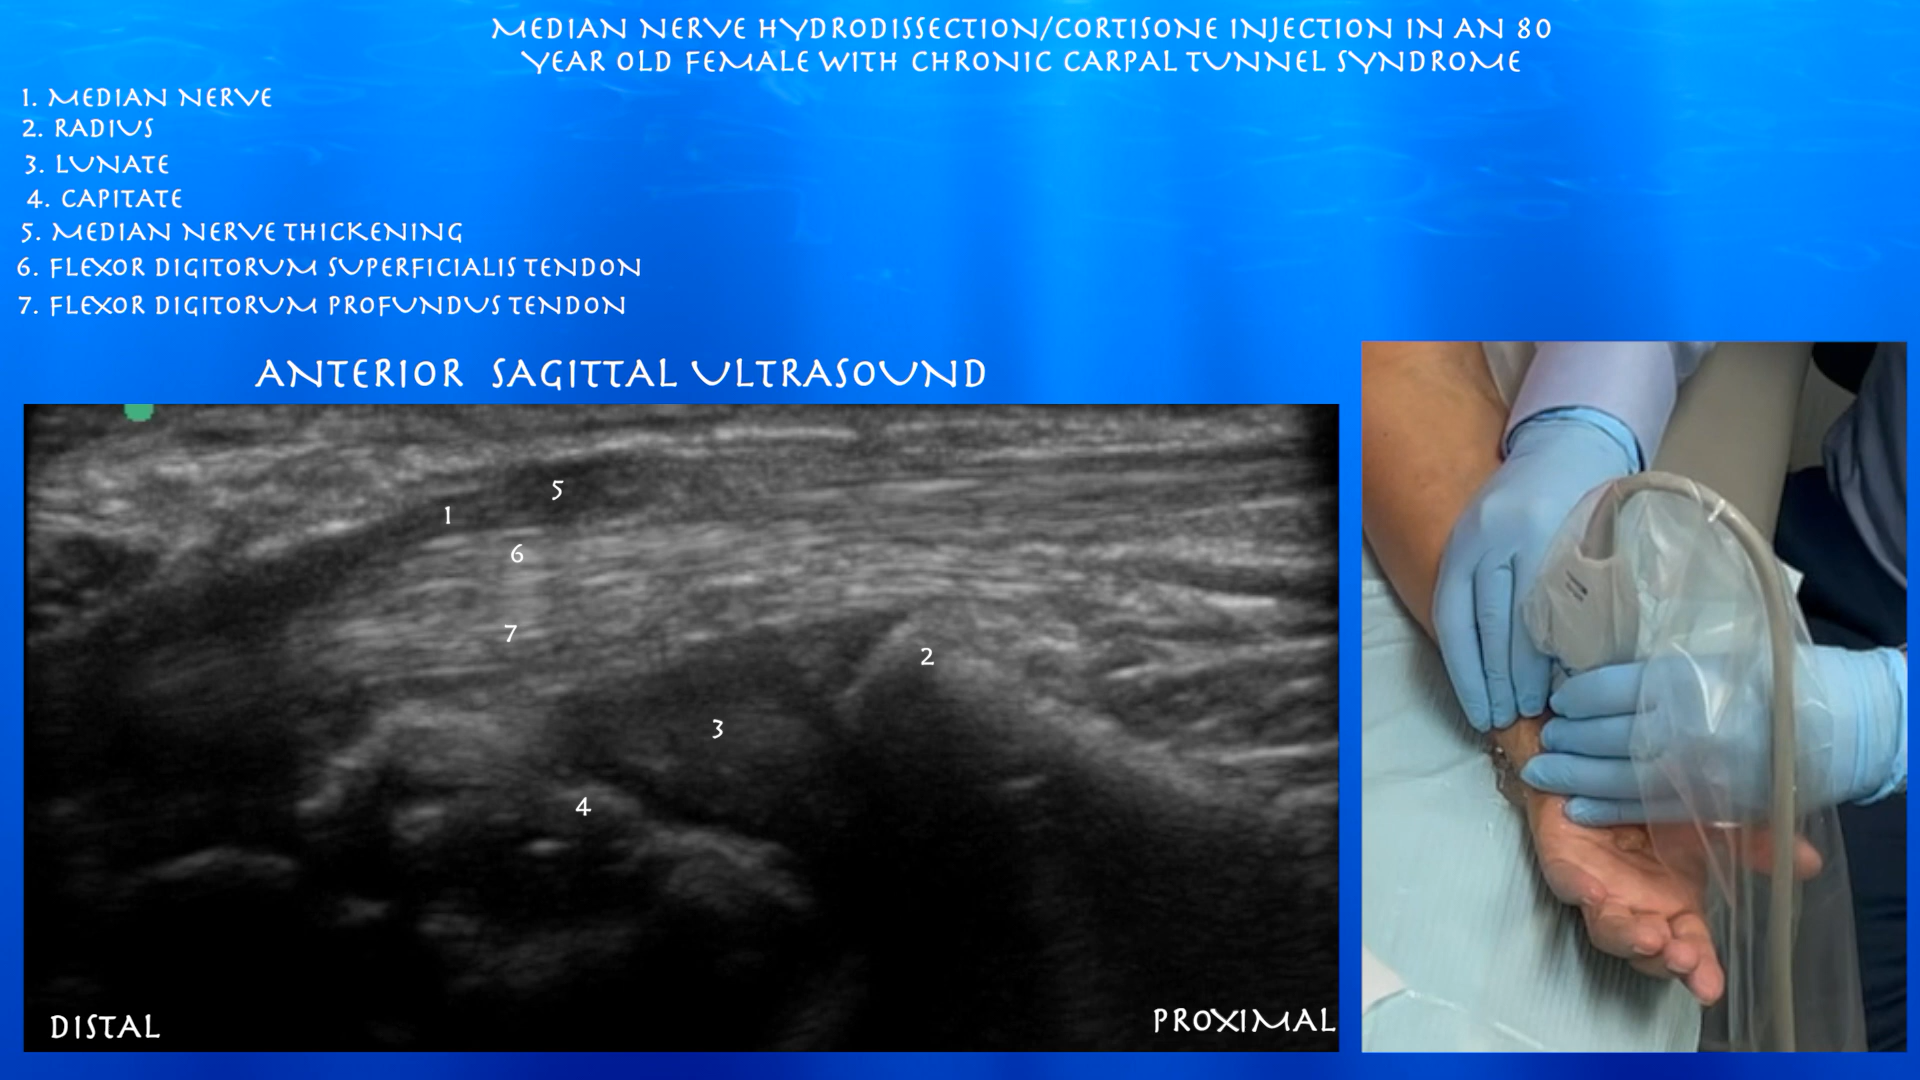 MEDIAN NERVE HYDRODISSECTION/CORTISONE INJECTION IN AN 80
YEAR OLD FEMALE WITH CHRONIC CARPAL TUNNEL SYNDROME
1. MEDIAN NERVE
2. RADIUS
3. LUNATE
4. CAPITATE
5. MEDIAN NERVE THICKENING
6. FLEXOR DIGITORUM SUPERFICIALIS TENDON
7. FLEXOR DIGITORUM PROFUNDUS TENDON
ANTERIOR SAGITTAL ULTRASOUND
5
1
6
7
2
3
4
DISTAL
PROXIMAL